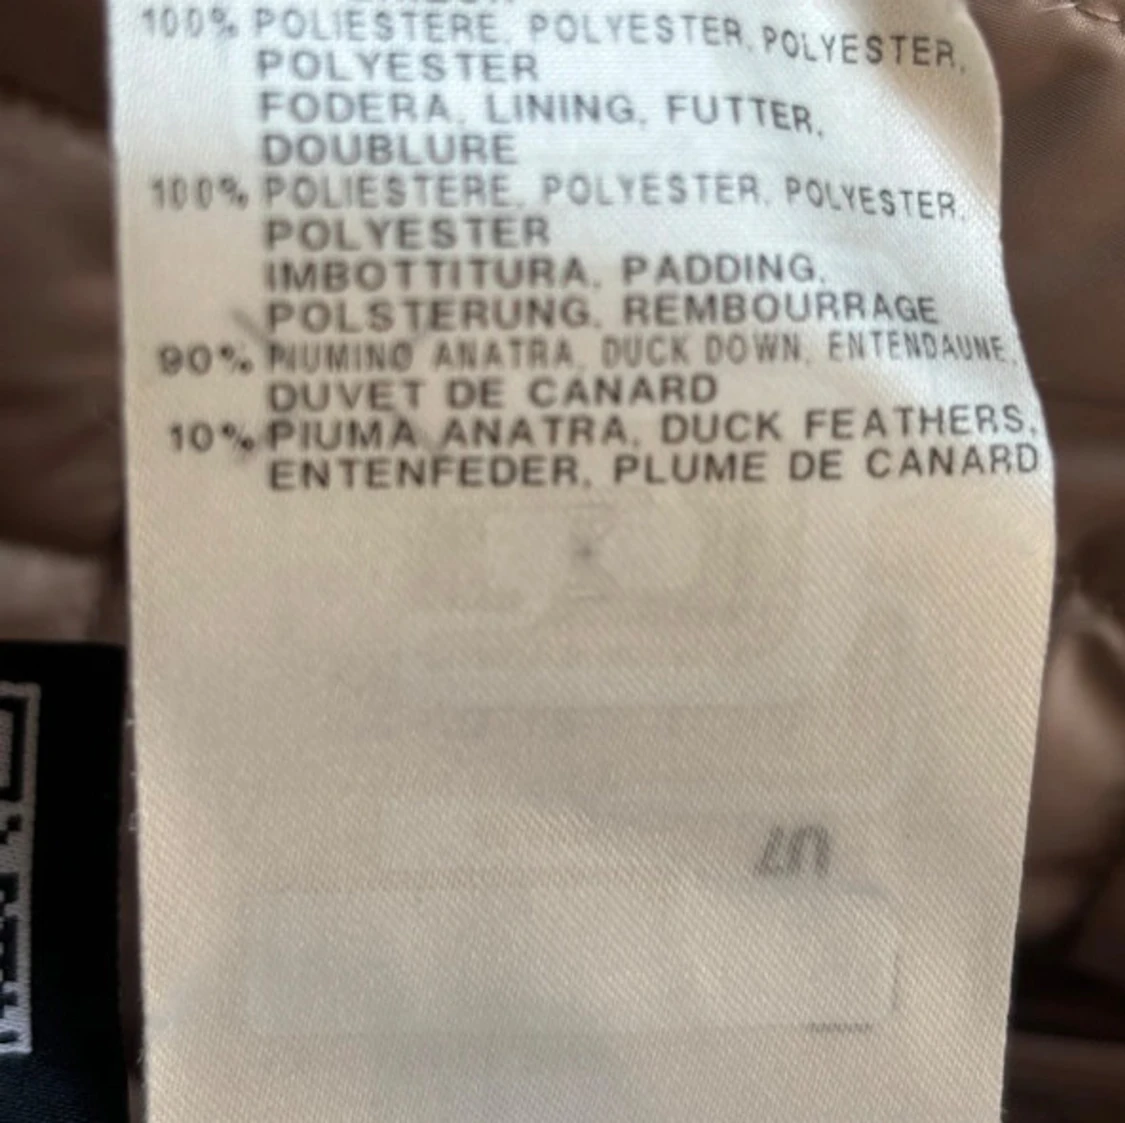 100% POLIESTERE, POLYESTER, POLYESTER,
POLYESTER
FODERA, LINING, FUTTER,
DOUBLURE
100% POLIESTERE, POLYESTER, POLYESTER,
POLYESTER
IMBOTTITURA, PADDING,
POLSTERUNG, REMBOURRAGE
90% PIUMINO ANATRA, DUCK DOWN, ENTENDAUNE,
DUVET DE CANARD
10% PIUMA ANATRA, DUCK FEATHERS,
ENTENFEDER, PLUME DE CANARD